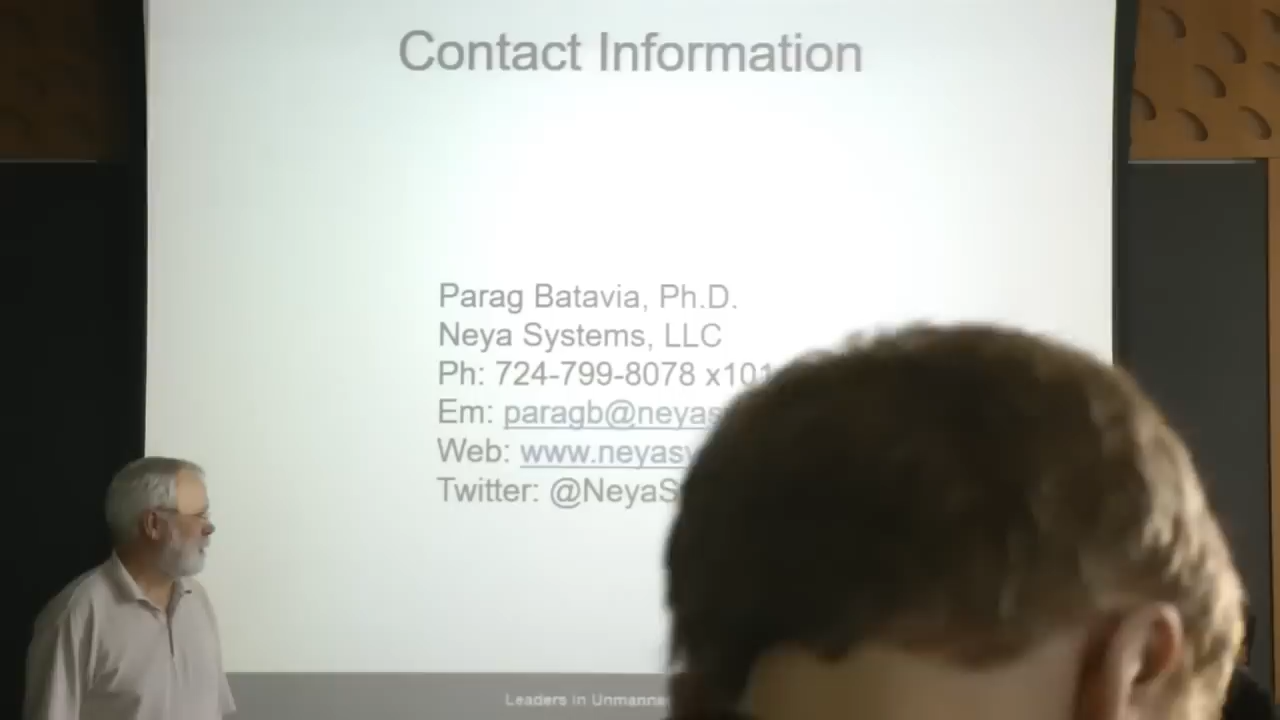 Contact Information
Parag Batavia, Ph.D.
Neya Systems, LLC
Ph: 724-799-8078 x101
Em: paragb@neyas
Web: www.neyasy
Twitter: @NeyaS
Leaders in Unmanne